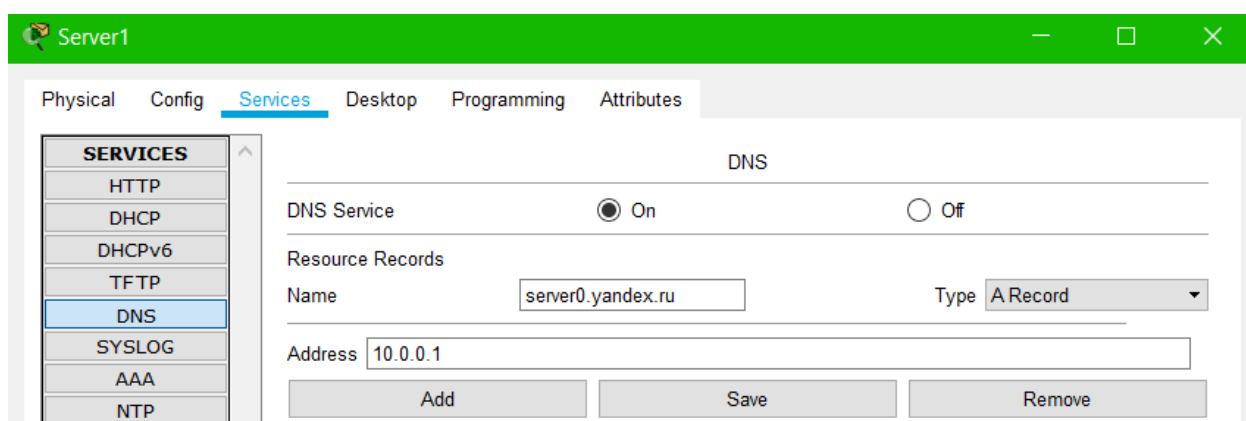 Server1
Physical Config Services Desktop Programming Attributes
SERVICES
HTTP
DHCP
DHCPv6
TFTP
DNS
SYSLOG
AAA
NTP
DNS
DNS Service On Off
Resource Records
Name server0.yandex.ru Type A Record
Address 10.0.0.1
Add Save Remove